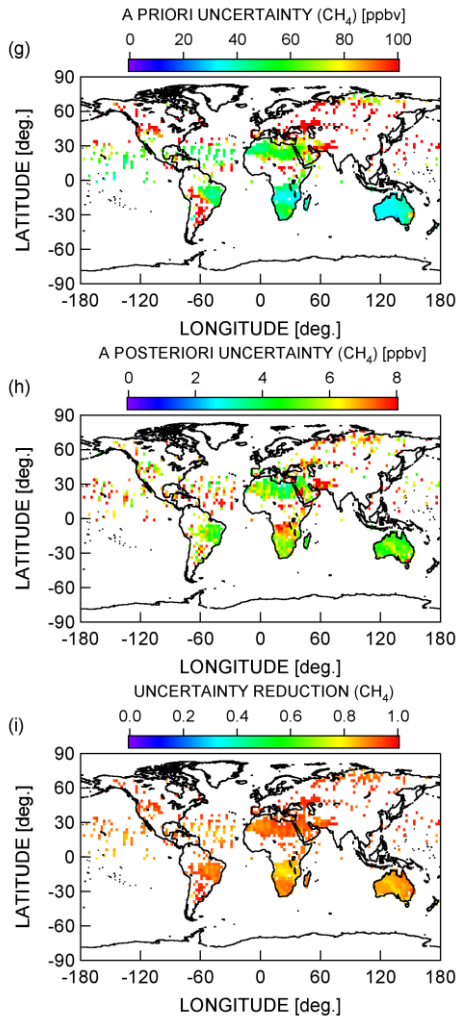 A PRIORI UNCERTAINTY (CH4) [ppbv]
0 20 40 60 80 100
(g)
90
60
30
0
-30
-60
-90
LATITUDE [deg.]
-180 -120 -60 0 60 120 180
LONGITUDE [deg.]
A POSTERIORI UNCERTAINTY (CH4) [ppbv]
0 2 4 6 8
(h)
90
60
30
0
-30
-60
-90
LATITUDE [deg.]
-180 -120 -60 0 60 120 180
LONGITUDE [deg.]
UNCERTAINTY REDUCTION (CH4)
0.0 0.2 0.4 0.6 0.8 1.0
(i)
90
60
30
0
-30
-60
-90
LATITUDE [deg.]
-180 -120 -60 0 60 120 180
LONGITUDE [deg.]